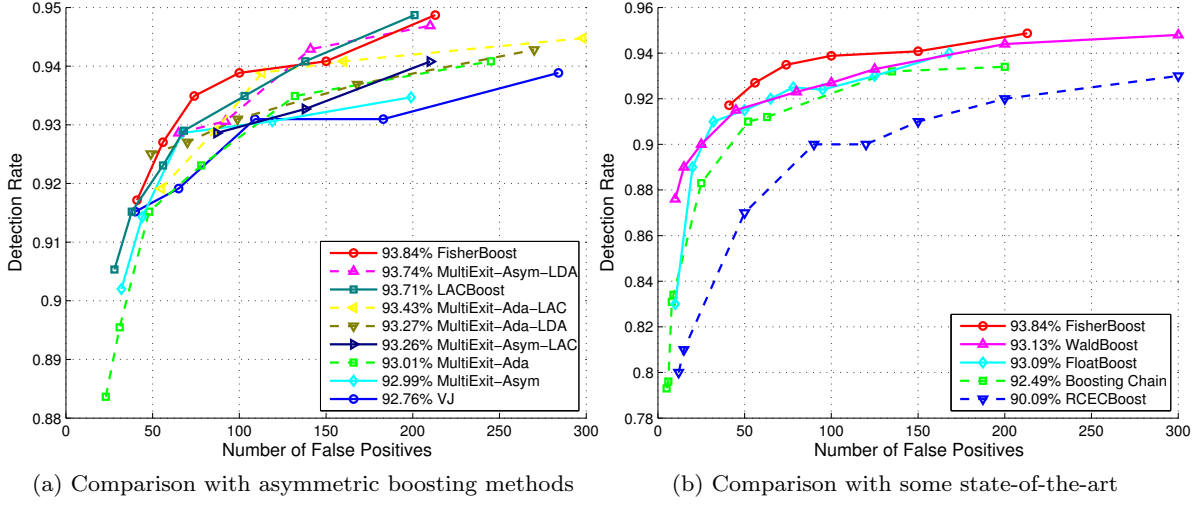 0.95
0.94
0.93
0.92
0.91
0.9
0.89
0.88
Detection Rate
0
50
100
150
200
250
300
Number of False Positives
93.84% FisherBoost
93.74% MultiExit−Asym−LDA
93.71% LACBoost
93.43% MultiExit−Ada−LAC
93.27% MultiExit−Ada−LDA
93.26% MultiExit−Asym−LAC
93.01% MultiExit−Ada
92.99% MultiExit−Asym
92.76% VJ
(a) Comparison with asymmetric boosting methods
0.96
0.94
0.92
0.9
0.88
0.86
0.84
0.82
0.8
0.78
Detection Rate
0
50
100
150
200
250
300
Number of False Positives
93.84% FisherBoost
93.13% WaldBoost
93.09% FloatBoost
92.49% Boosting Chain
90.09% RCECBoost
(b) Comparison with some state-of-the-art